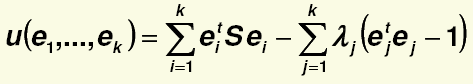 u(e₁,...,eₖ) = ∑ᵢ₌₁ᵏ eᵢᵗSeᵢ − ∑ⱼ₌₁ᵏ λⱼ(eⱼᵗeⱼ − 1)